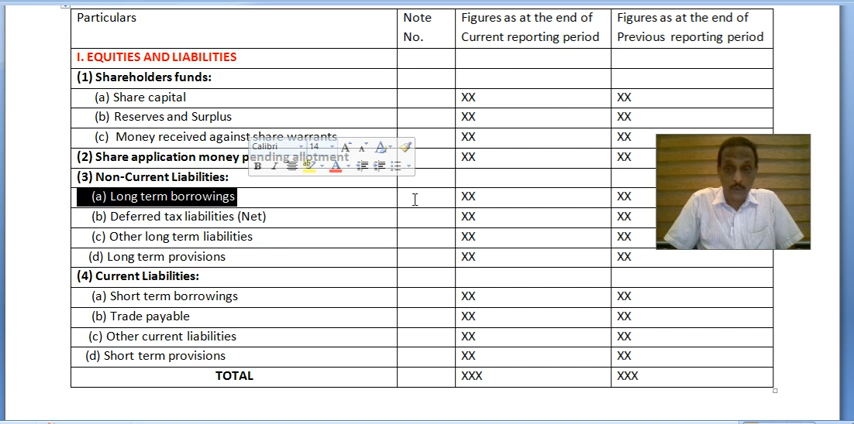 Particulars Note No. Figures as at the end of Current reporting period Figures as at the end of Previous reporting period
I. EQUITIES AND LIABILITIES
(1) Shareholders funds:
(a) Share capital XX XX
(b) Reserves and Surplus XX XX
(c) Money received against share warrants XX XX
Calibri 14
(2) Share application money pending allotment XX XX
(3) Non-Current Liabilities:
(a) Long term borrowings XX XX
(b) Deferred tax liabilities (Net) XX XX
(c) Other long term liabilities XX XX
(d) Long term provisions XX XX
(4) Current Liabilities:
(a) Short term borrowings XX XX
(b) Trade payable XX XX
(c) Other current liabilities XX XX
(d) Short term provisions XX XX
TOTAL XXX XXX